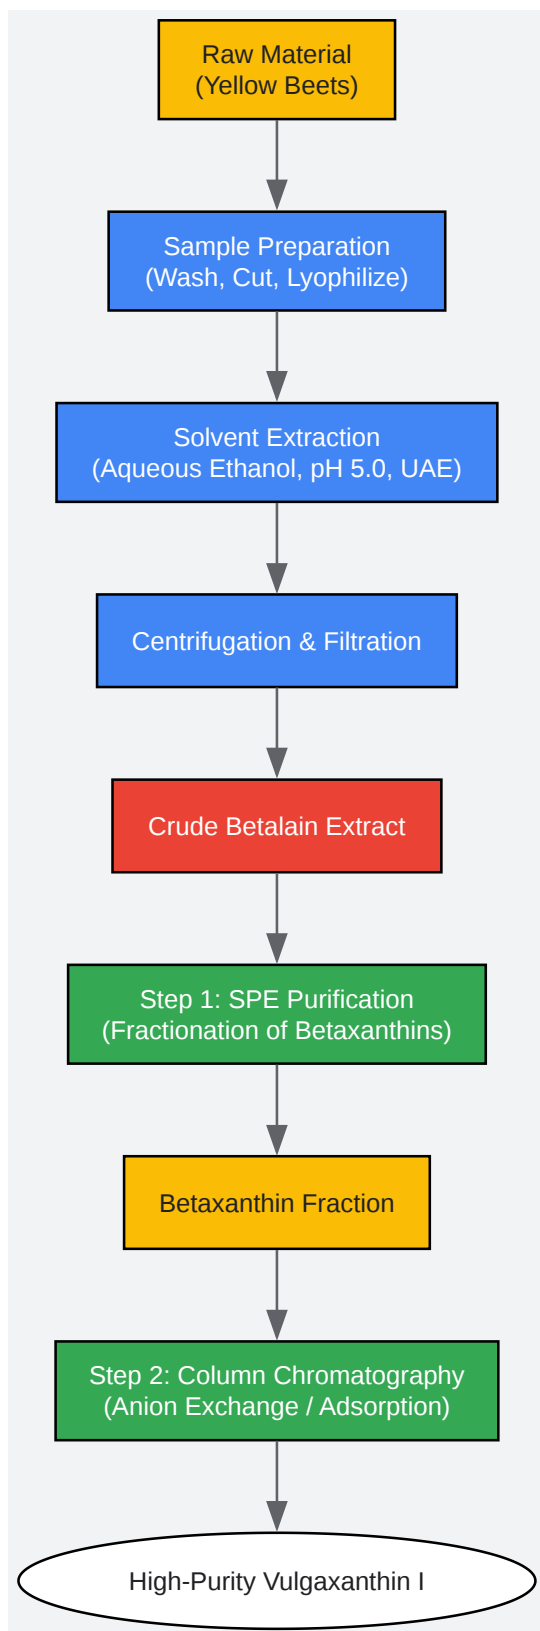 Raw Material
(Yellow Beets)
Sample Preparation
(Wash, Cut, Lyophilize)
Solvent Extraction
(Aqueous Ethanol, pH 5.0, UAE)
Centrifugation & Filtration
Crude Betalain Extract
Step 1: SPE Purification
(Fractionation of Betaxanthins)
Betaxanthin Fraction
Step 2: Column Chromatography
(Anion Exchange / Adsorption)
High-Purity Vulgaxanthin I